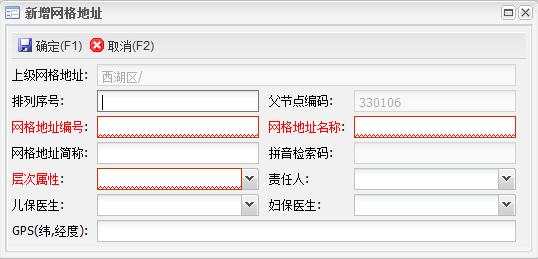 新增网格地址
确定(F1) 取消(F2)
上级网格地址: 西湖区/
排列序号: 父节点编码: 330106
网格地址编号: 网格地址名称:
网格地址简称: 拼音检索码:
层次属性: 责任人:
儿保医生: 妇保医生:
GPS(纬,经度):